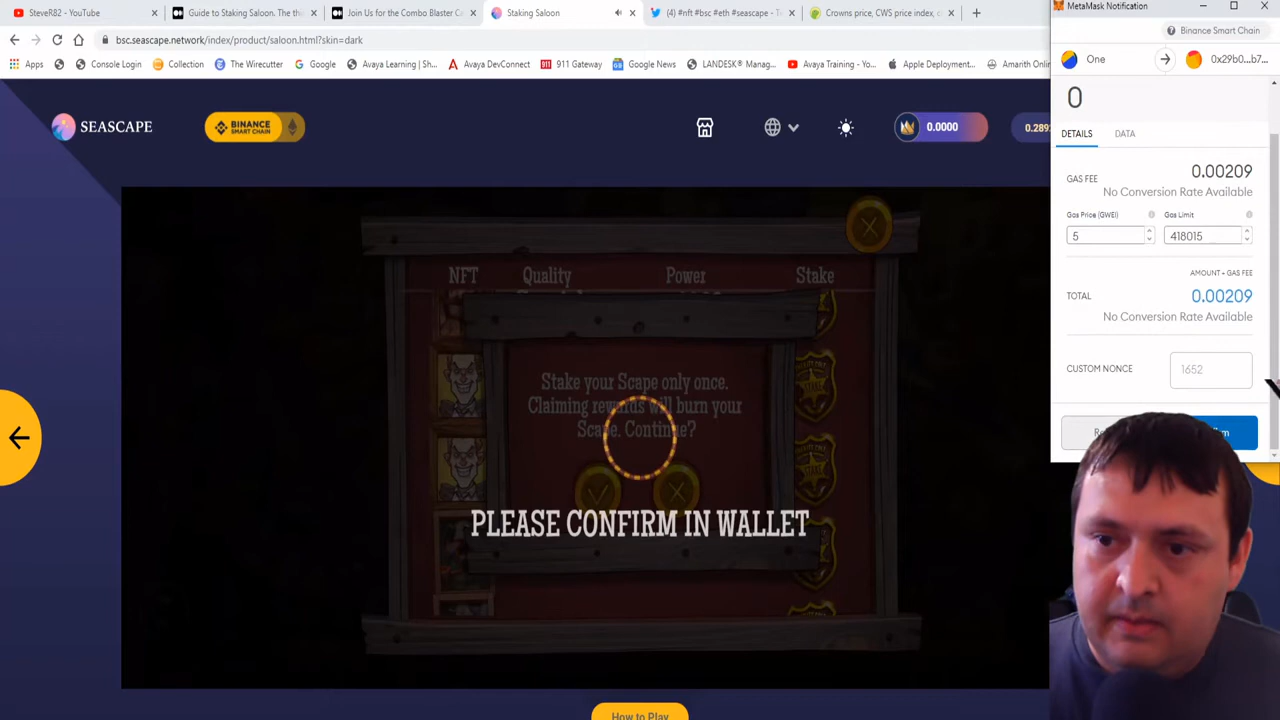 SteveR82 - YouTube
Guide to Staking Saloon. The thi
Join Us for the Combo Blaster C
Staking Saloon
(4) #nft #bsc #eth #seascape - T
Crowns price, CWS price index, c
MetaMask Notification
bsc.seascape.network/index/product/saloon.html?skin=dark
Apps
Console Login
Collection
The Wirecutter
Google
Avaya Learning | Sh...
Avaya DevConnect
911 Gateway
Google News
LANDESK® Manag...
Avaya Training - Yo...
Apple Deployment...
Amarith Onlin
Binance Smart Chain
One
0x29b0...b7...
SEASCAPE
BINANCE
SMART CHAIN
0.0000
0.289
0
DETAILS
DATA
GAS FEE
0.00209
No Conversion Rate Available
Gas Price (GWEI)
Gas Limit
5
418015
AMOUNT + GAS FEE
TOTAL
0.00209
No Conversion Rate Available
CUSTOM NONCE
1652
NFT
Quality
Power
Stake
Stake your Scape only once.
Claiming rewards will burn your
Scape. Continue?
STAKE
STAKE
PLEASE CONFIRM IN WALLET
How to Play